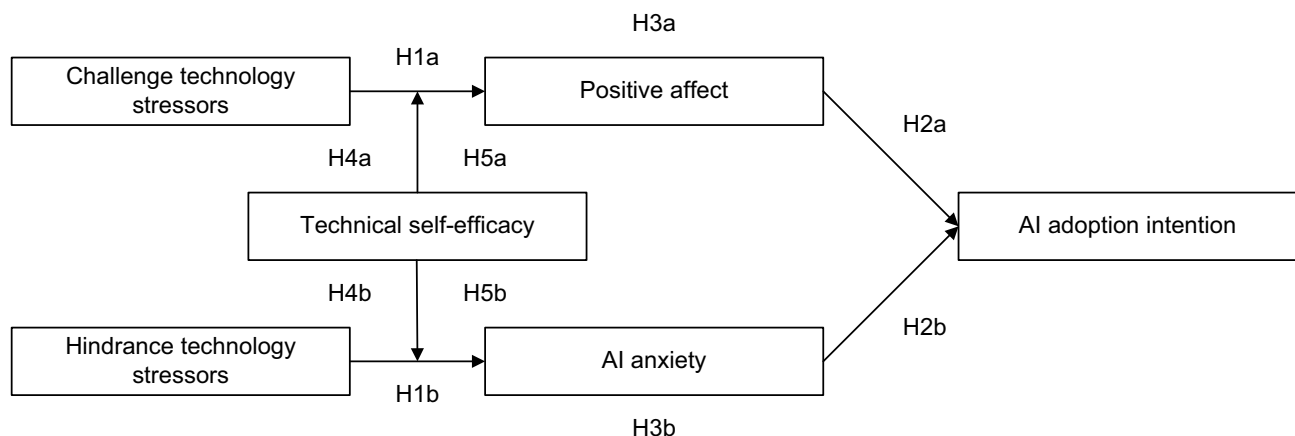 H3a
H1a
Challenge technology
stressors
Positive affect
H2a
H4a
H5a
Technical self-efficacy
AI adoption intention
H4b
H5b
Hindrance technology
stressors
AI anxiety
H2b
H1b
H3b